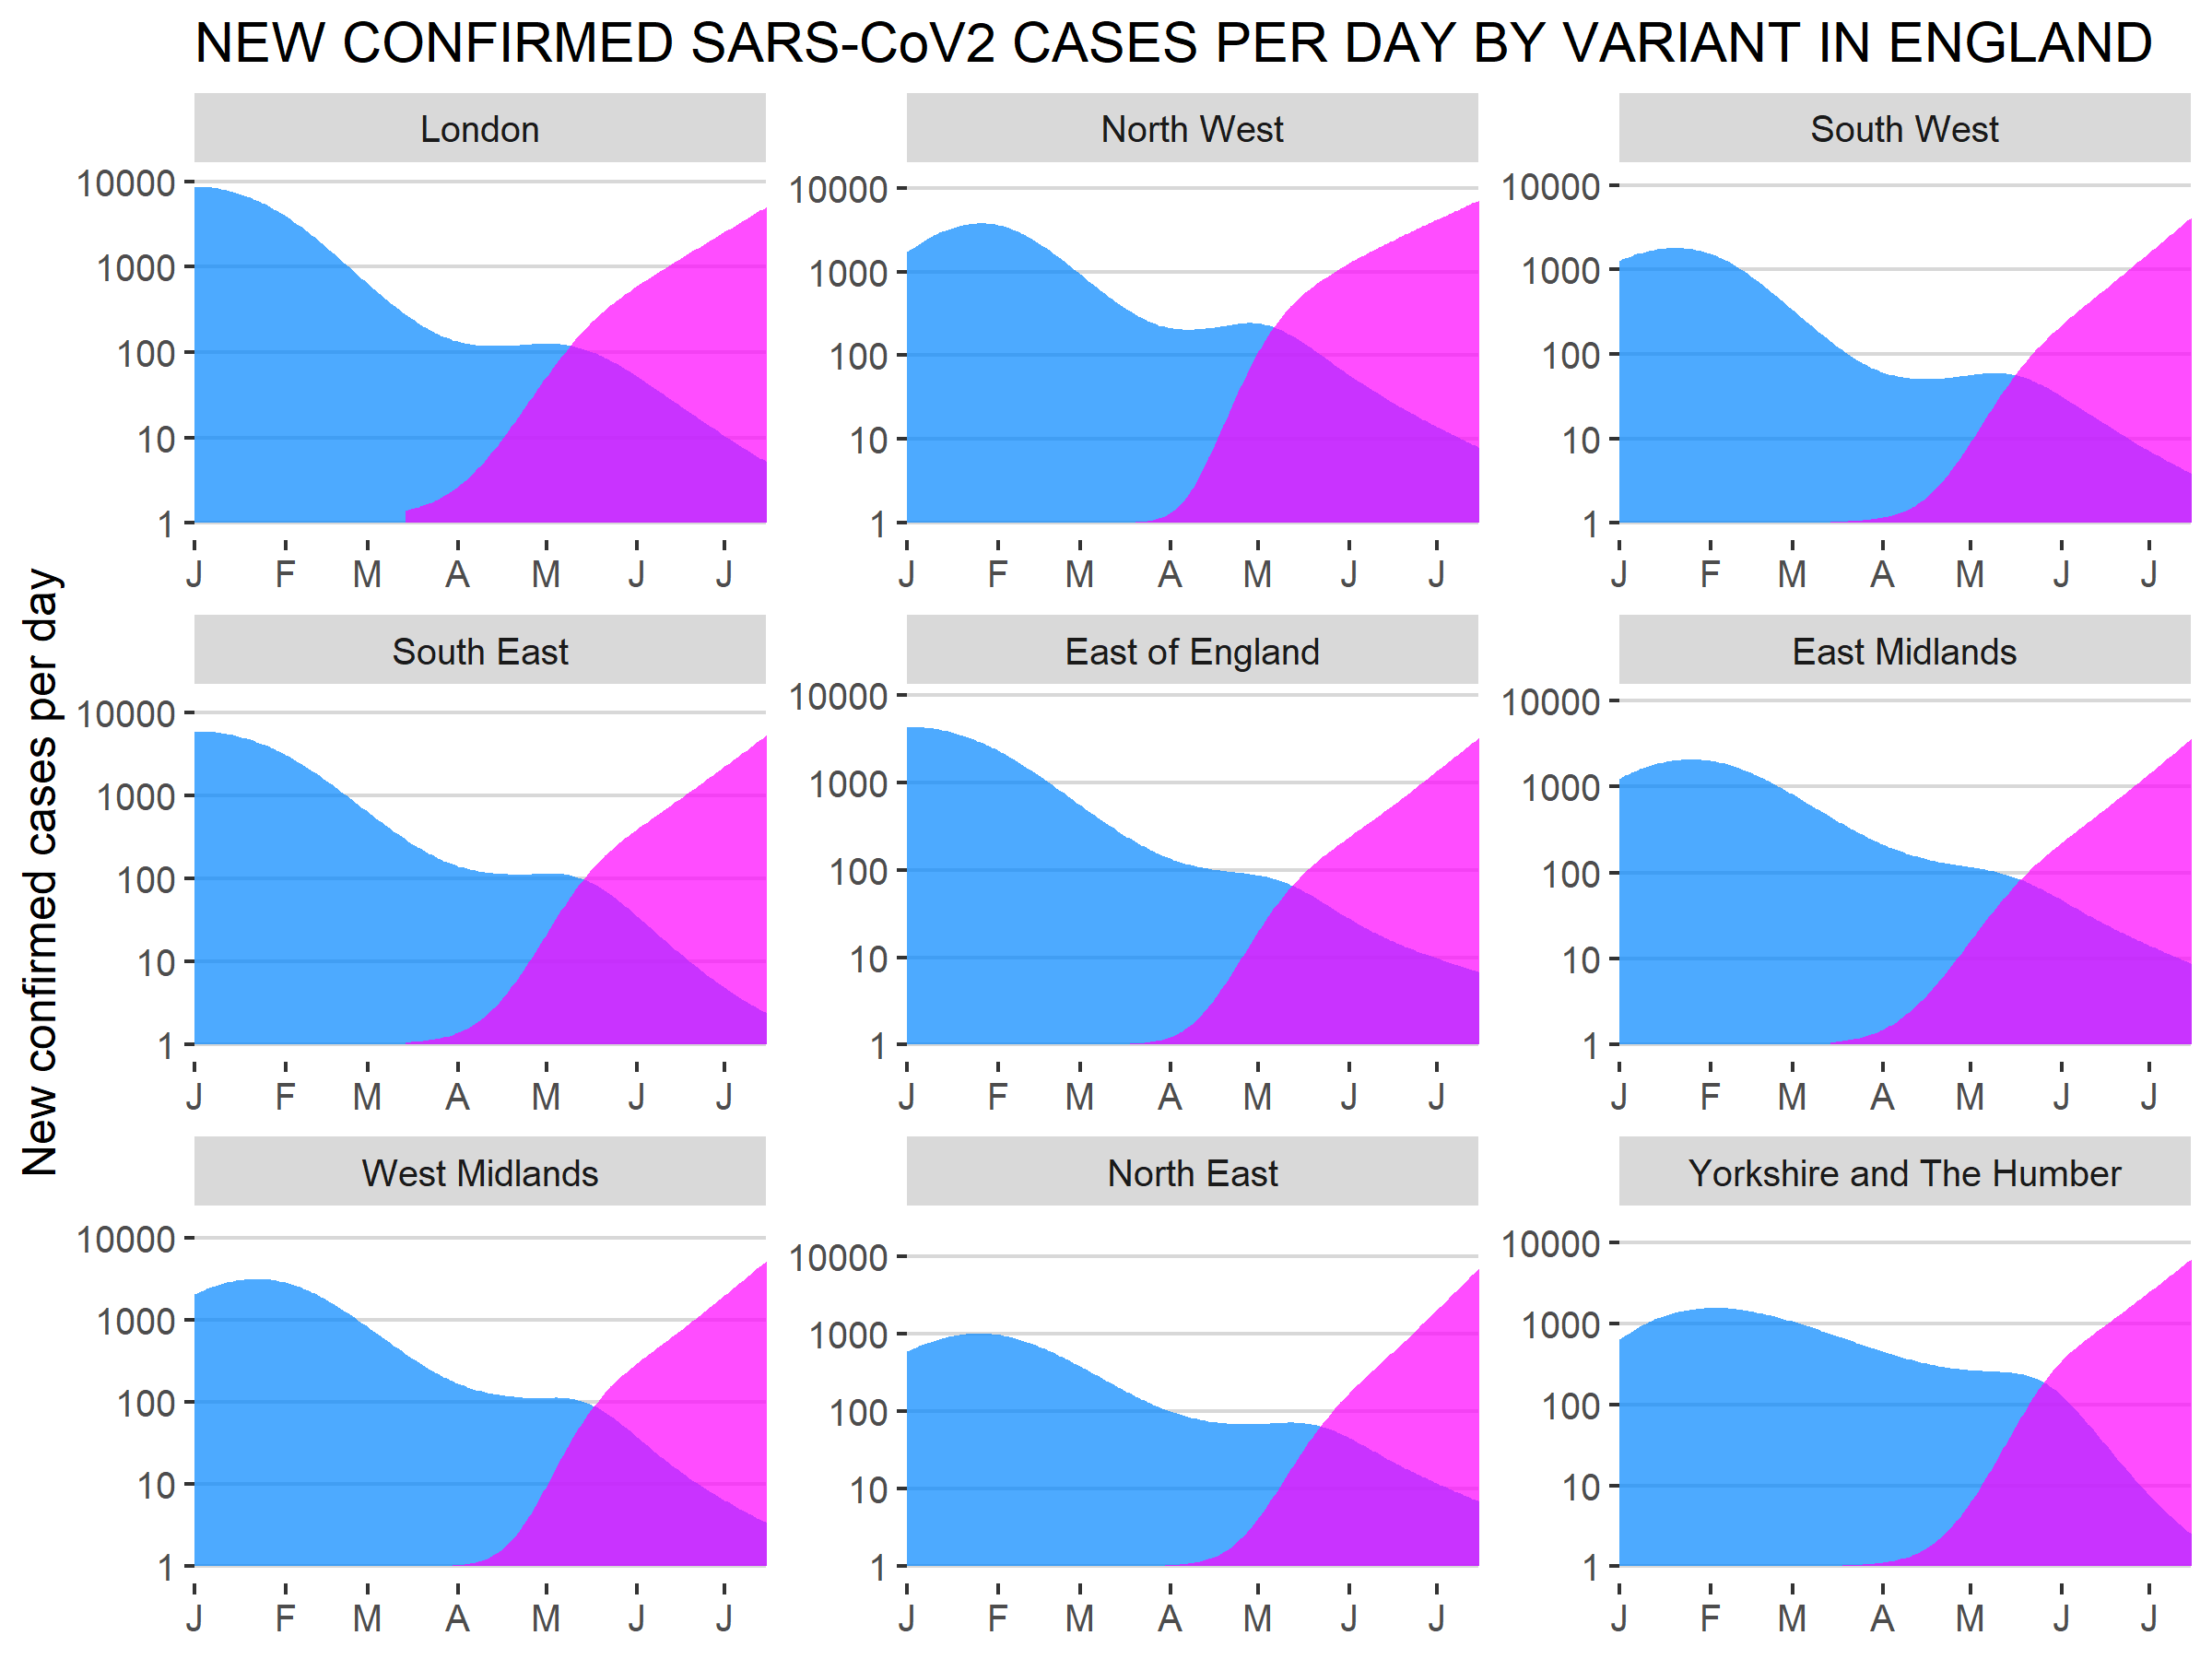 NEW CONFIRMED SARS-CoV2 CASES PER DAY BY VARIANT IN ENGLAND
New confirmed cases per day
London
10000
1000
100
10
1
J F M A M J J
North West
10000
1000
100
10
1
J F M A M J J
South West
10000
1000
100
10
1
J F M A M J J
South East
10000
1000
100
10
1
J F M A M J J
East of England
10000
1000
100
10
1
J F M A M J J
East Midlands
10000
1000
100
10
1
J F M A M J J
West Midlands
10000
1000
100
10
1
J F M A M J J
North East
10000
1000
100
10
1
J F M A M J J
Yorkshire and The Humber
10000
1000
100
10
1
J F M A M J J